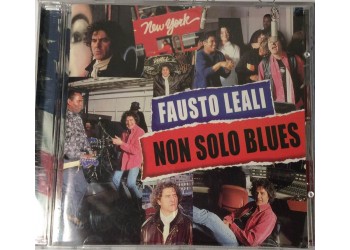 New York
FAUSTO LEALI
NON SOLO BLUES